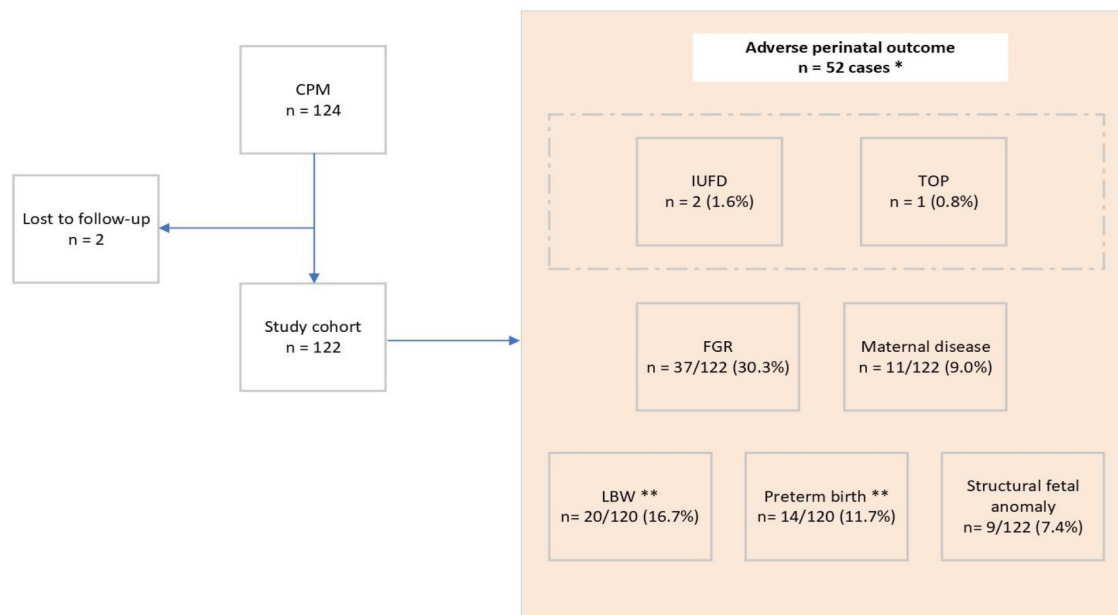 CPM
n = 124
Lost to follow-up
n = 2
Study cohort
n = 122
Adverse perinatal outcome
n = 52 cases *
IUFD
n = 2 (1.6%)
TOP
n = 1 (0.8%)
FGR
n = 37/122 (30.3%)
Maternal disease
n = 11/122 (9.0%)
LBW **
n= 20/120 (16.7%)
Preterm birth **
n= 14/120 (11.7%)
Structural fetal
anomaly
n= 9/122 (7.4%)